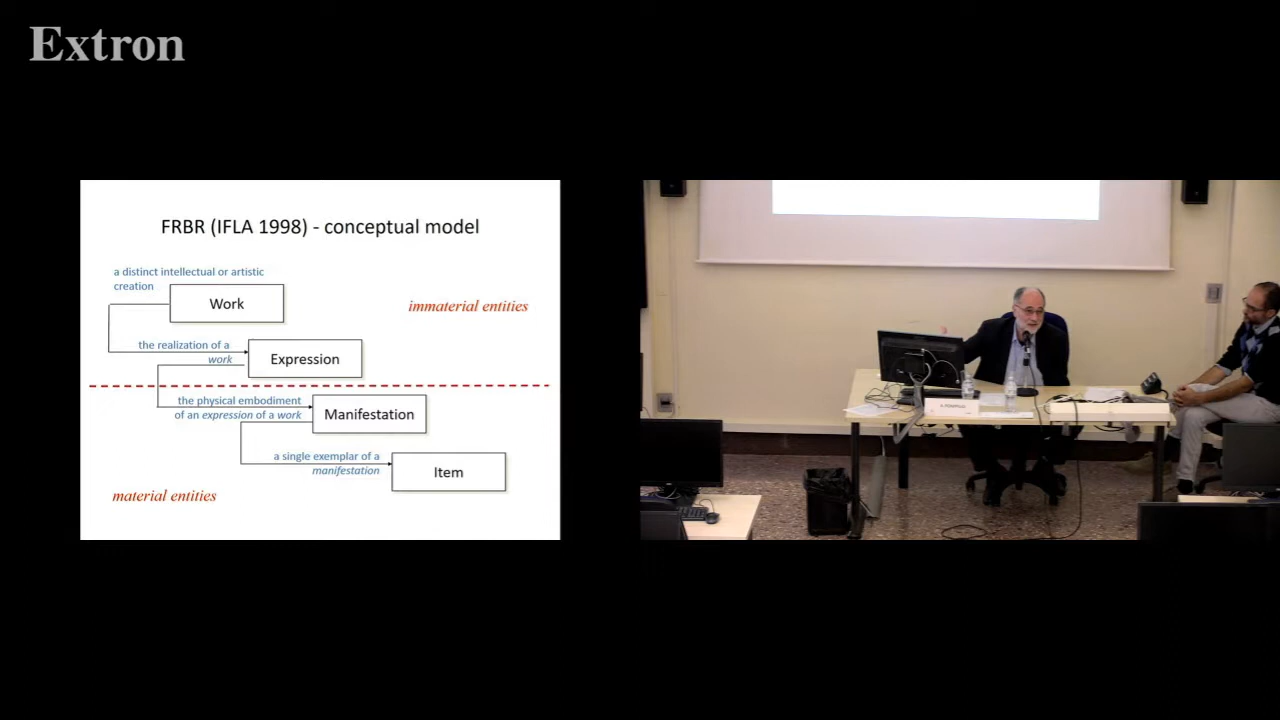 Extron
FRBR (IFLA 1998) - conceptual model
a distinct intellectual or artistic
creation
Work
immaterial entities
the realization of a
work
Expression
the physical embodiment
of an expression of a work
Manifestation
a single exemplar of a
manifestation
Item
material entities